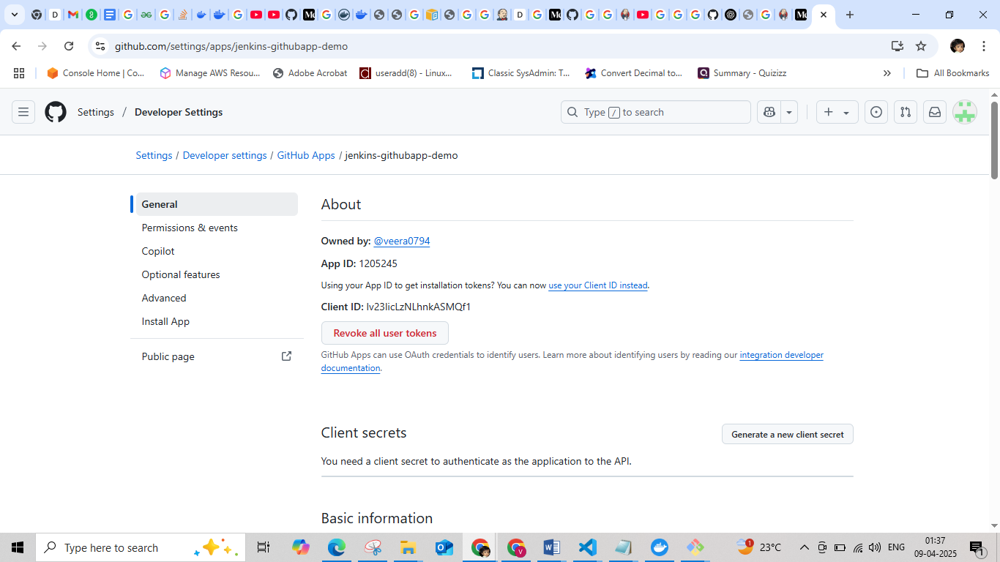 github.com/settings/apps/jenkins-githubapp-demo
Console Home | Co...
Manage AWS Resou...
Adobe Acrobat
useradd(8) - Linux...
Classic SysAdmin: T...
Convert Decimal to...
Summary - Quizizz
All Bookmarks
Settings / Developer Settings
Type / to search
Settings / Developer settings / GitHub Apps / jenkins-githubapp-demo
General
Permissions & events
Copilot
Optional features
Advanced
Install App
Public page
About
Owned by: @veera0794
App ID: 1205245
Using your App ID to get installation tokens? You can now use your Client ID instead.
Client ID: Iv23licLzNLhnkASMQf1
Revoke all user tokens
GitHub Apps can use OAuth credentials to identify users. Learn more about identifying users by reading our integration developer
documentation.
Client secrets
Generate a new client secret
You need a client secret to authenticate as the application to the API.
Basic information
Type here to search
23°C
ENG
01:37
09-04-2025
1